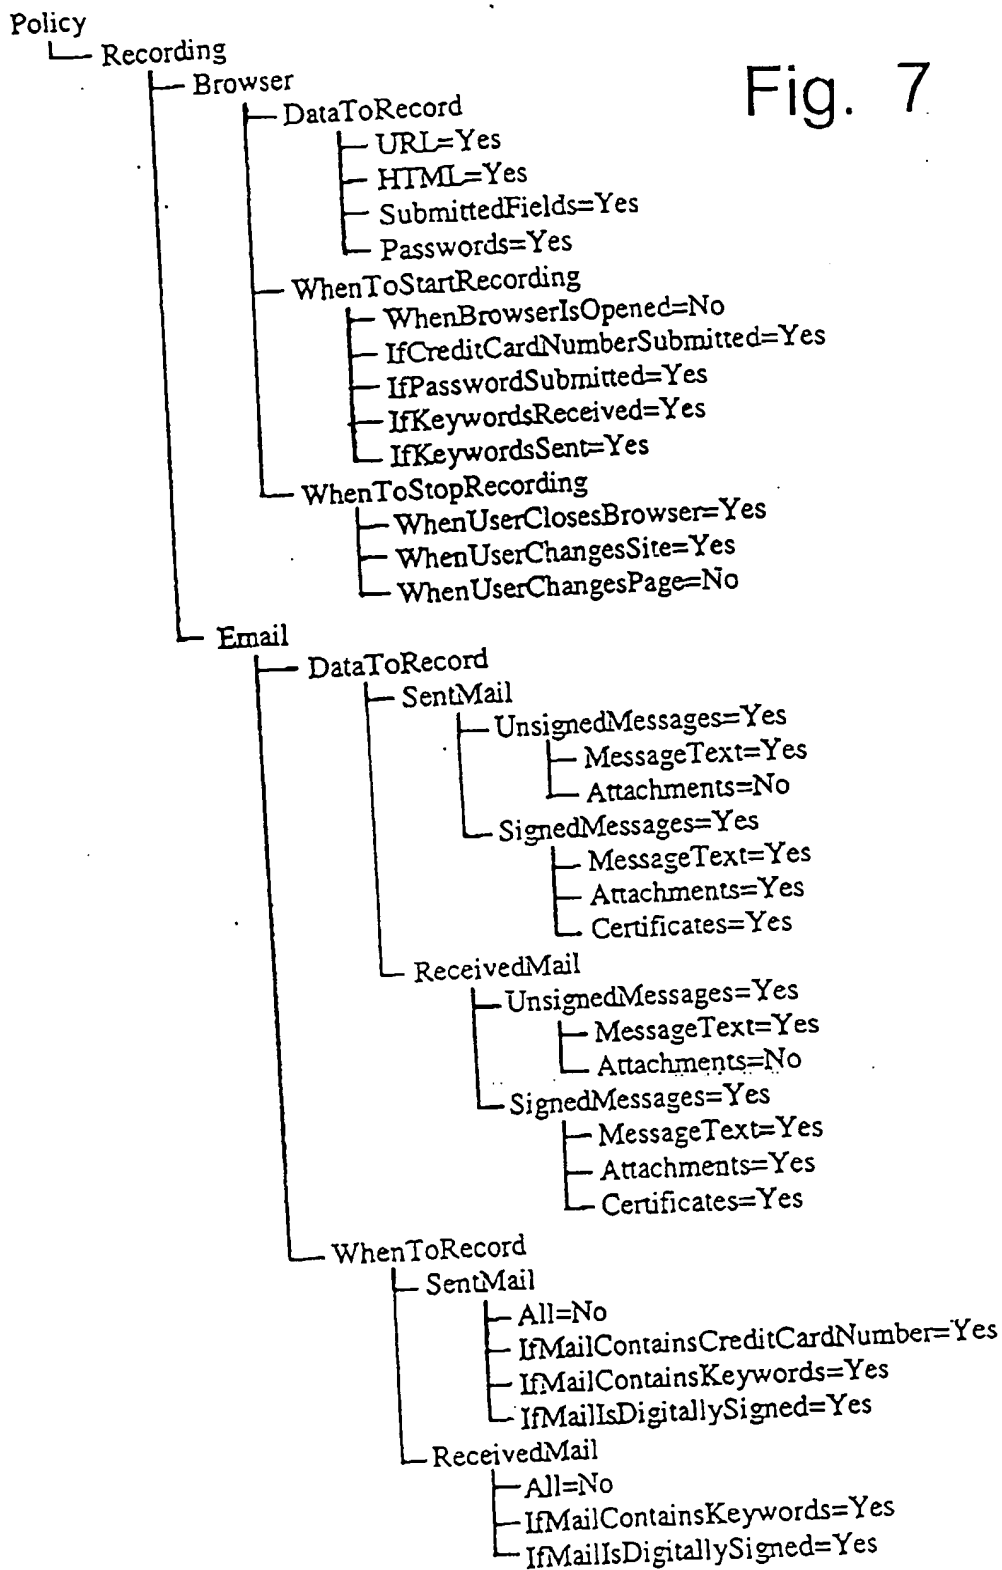 Policy
Recording
Browser
Fig. 7
DataToRecord
URL=Yes
HTML=Yes
SubmittedFields=Yes
Passwords=Yes
WhenToStartRecording
WhenBrowserIsOpened=No
IfCreditCardNumberSubmitted=Yes
IfPasswordSubmitted=Yes
IfKeywordsReceived=Yes
IfKeywordsSent=Yes
WhenToStopRecording
WhenUserClosesBrowser=Yes
WhenUserChangesSite=Yes
WhenUserChangesPage=No
Email
DataToRecord
SentMail
UnsignedMessages=Yes
MessageText=Yes
Attachments=No
SignedMessages=Yes
MessageText=Yes
Attachments=Yes
Certificates=Yes
ReceivedMail
UnsignedMessages=Yes
MessageText=Yes
Attachments=No
SignedMessages=Yes
MessageText=Yes
Attachments=Yes
Certificates=Yes
WhenToRecord
SentMail
All=No
IfMailContainsCreditCardNumber=Yes
IfMailContainsKeywords=Yes
IfMailIsDigitallySigned=Yes
ReceivedMail
All=No
IfMailContainsKeywords=Yes
IfMailIsDigitallySigned=Yes